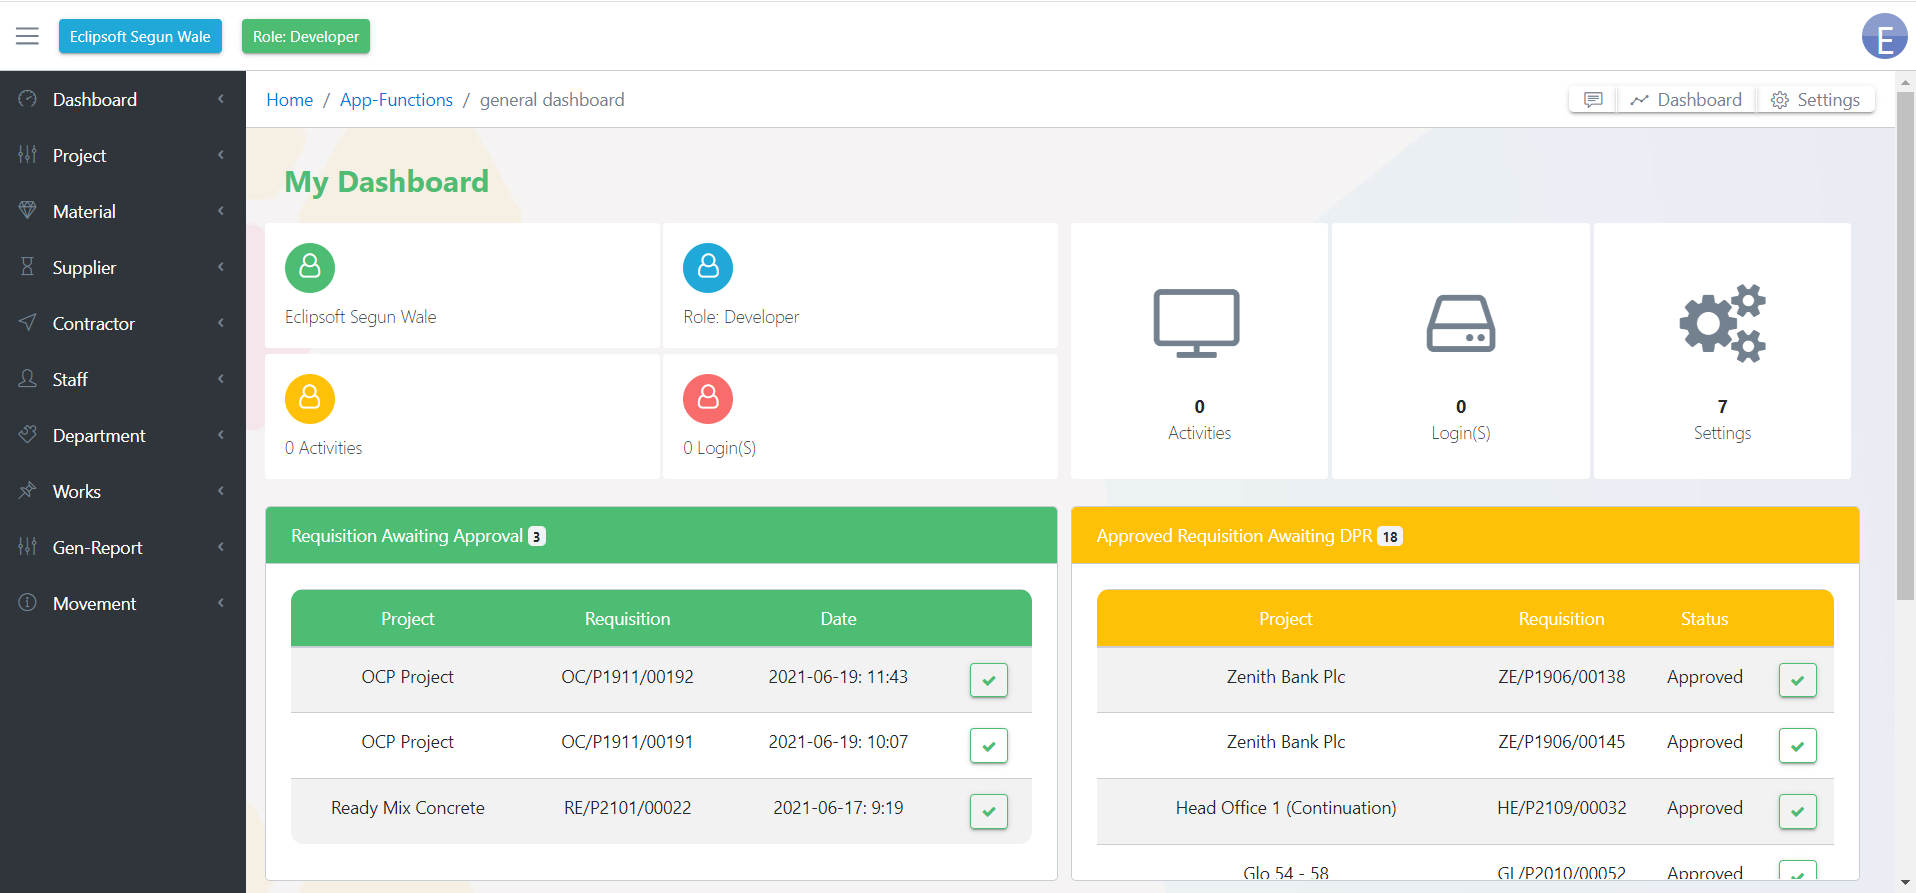 Eclipsoft Segun Wale
Role: Developer
E
Dashboard
Project
Material
Supplier
Contractor
Staff
Department
Works
Gen-Report
Movement
Home / App-Functions / general dashboard
Dashboard
Settings
My Dashboard
Eclipsoft Segun Wale
Role: Developer
0 Activities
0 Login(S)
0
Activities
0
Login(S)
7
Settings
Requisition Awaiting Approval 3
Project Requisition Date
OCP Project OC/P1911/00192 2021-06-19: 11:43
OCP Project OC/P1911/00191 2021-06-19: 10:07
Ready Mix Concrete RE/P2101/00022 2021-06-17: 9:19
Approved Requisition Awaiting DPR 18
Project Requisition Status
Zenith Bank Plc ZE/P1906/00138 Approved
Zenith Bank Plc ZE/P1906/00145 Approved
Head Office 1 (Continuation) HE/P2109/00032 Approved
Glo 54 - 58 GL/P2010/00052 Approved